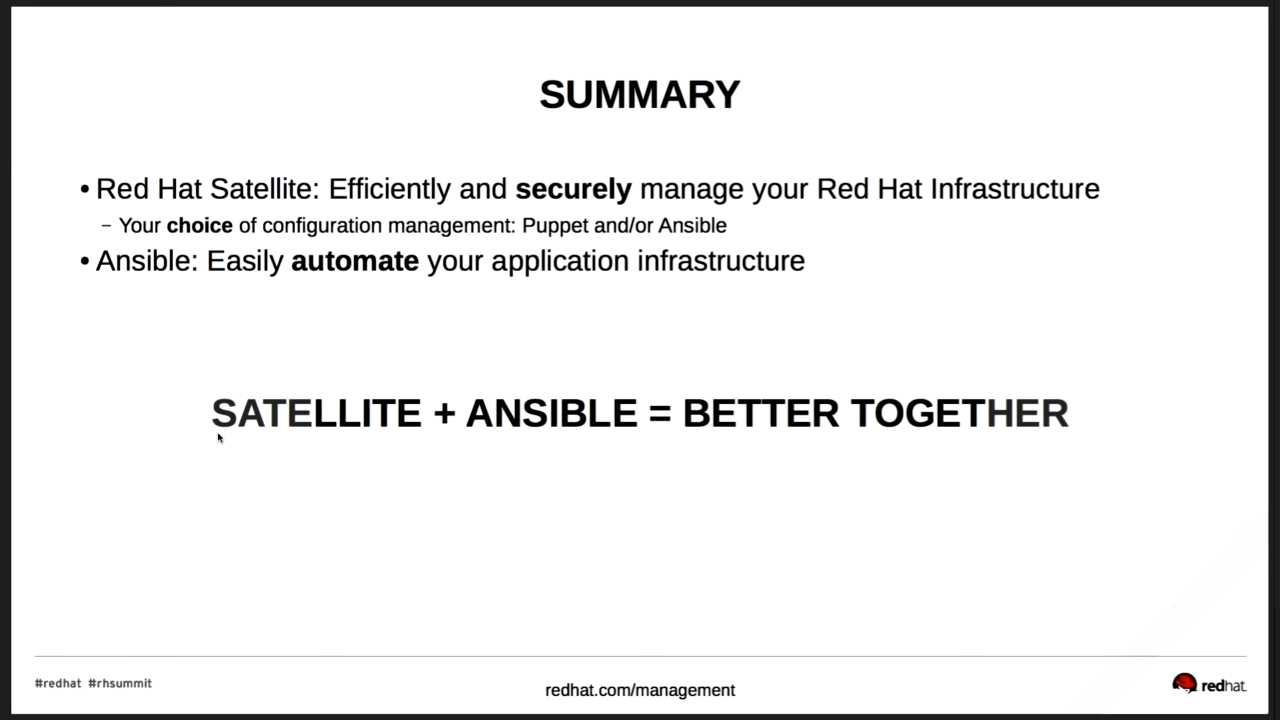 SUMMARY
• Red Hat Satellite: Efficiently and securely manage your Red Hat Infrastructure
– Your choice of configuration management: Puppet and/or Ansible
• Ansible: Easily automate your application infrastructure
SATELLITE + ANSIBLE = BETTER TOGETHER
#redhat #rhsummit
redhat.com/management
redhat.